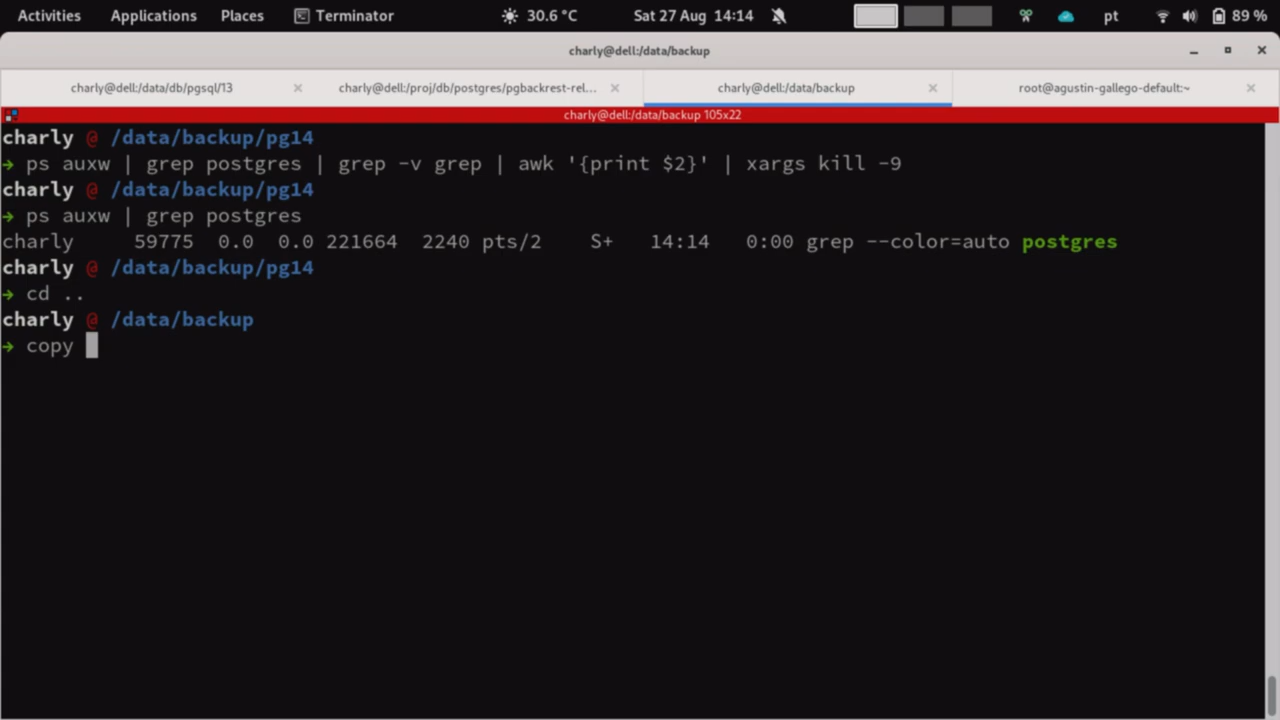 Activities Applications Places Terminator 30.6 °C Sat 27 Aug 14:14 pt 89 %
charly@dell:/data/backup
charly@dell:/data/db/pgsql/13 charly@dell:/proj/db/postgres/pgbackrest-rel... charly@dell:/data/backup root@agustin-gallego-default:~
charly@dell:/data/backup 105x22
charly @ /data/backup/pg14
→ ps auxw | grep postgres | grep -v grep | awk '{print $2}' | xargs kill -9
charly @ /data/backup/pg14
→ ps auxw | grep postgres
charly 59775 0.0 0.0 221664 2240 pts/2 S+ 14:14 0:00 grep --color=auto postgres
charly @ /data/backup/pg14
→ cd ..
charly @ /data/backup
→ copy